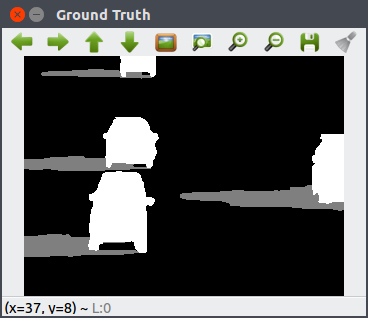 Ground Truth
(x=37, y=8) ~ L:0